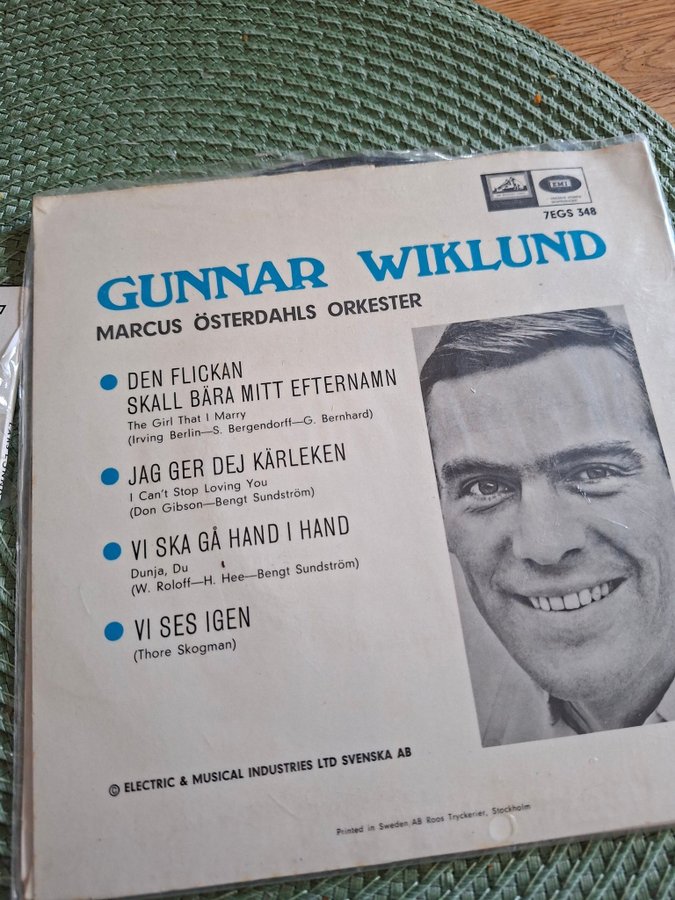 EMI
7EGS 348
GUNNAR WIKLUND
MARCUS ÖSTERDAHLS ORKESTER
DEN FLICKAN
SKALL BÄRA MITT EFTERNAMN
The Girl That I Marry
(Irving Berlin—S. Bergendorff—G. Bernhard)
JAG GER DEJ KÄRLEKEN
I Can't Stop Loving You
(Don Gibson—Bengt Sundström)
VI SKA GÅ HAND I HAND
Dunja, Du
(W. Roloff—H. Hee—Bengt Sundström)
VI SES IGEN
(Thore Skogman)
© ELECTRIC & MUSICAL INDUSTRIES LTD SVENSKA AB
Printed in Sweden AB Roos Tryckerier, Stockholm
7